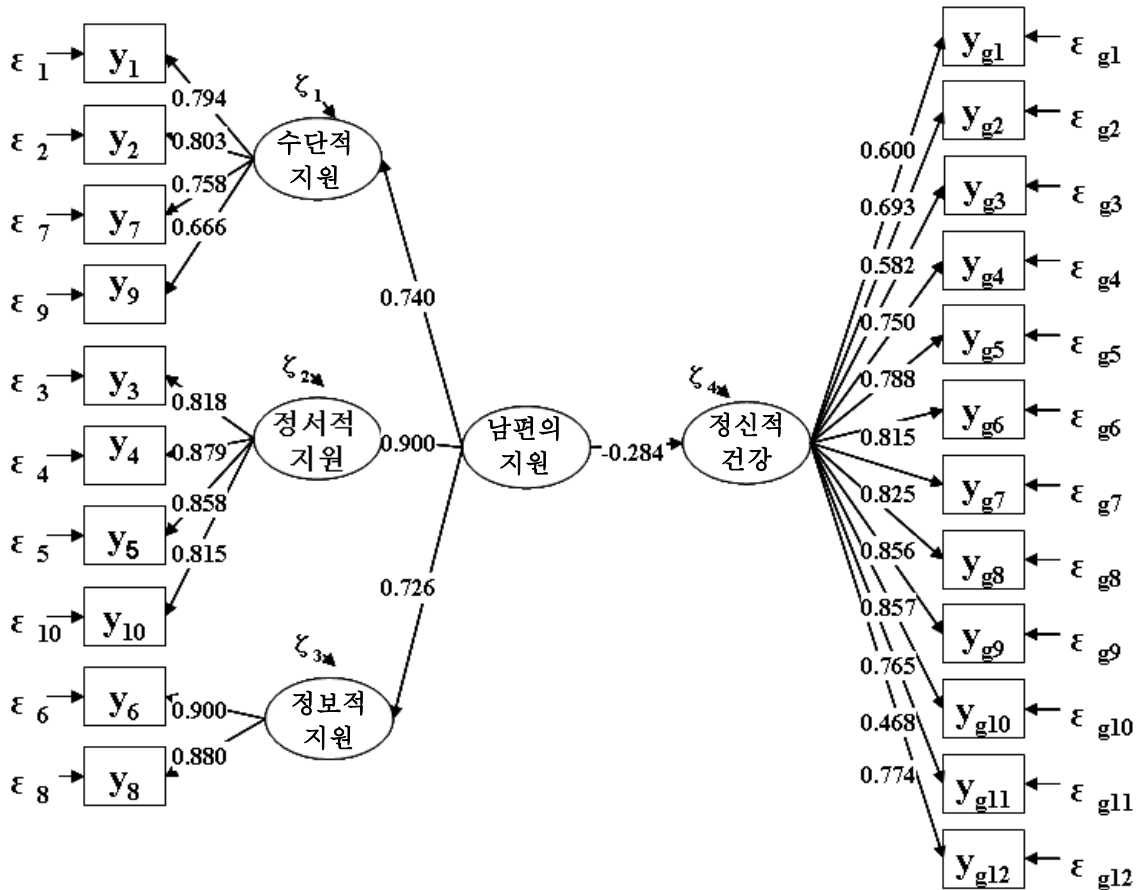 ε 1
y1
0.794
ε 2
y2
0.803
ε 7
y7
0.758
ε 9
y9
0.666
ζ 1
수단적
지원
0.740
ε 3
y3
0.818
ε 4
y4
0.879
ε 5
y5
0.858
ε 10
y10
0.815
ζ 2
정서적
지원
0.900
남편의
지원
-0.284
ε 6
y6
0.900
ε 8
y8
0.880
ζ 3
정보적
지원
0.726
ζ 4
정신적
건강
0.600
0.693
0.582
0.750
0.788
0.815
0.825
0.856
0.857
0.765
0.468
0.774
yg1
ε g1
yg2
ε g2
yg3
ε g3
yg4
ε g4
yg5
ε g5
yg6
ε g6
yg7
ε g7
yg8
ε g8
yg9
ε g9
yg10
ε g10
yg11
ε g11
yg12
ε g12